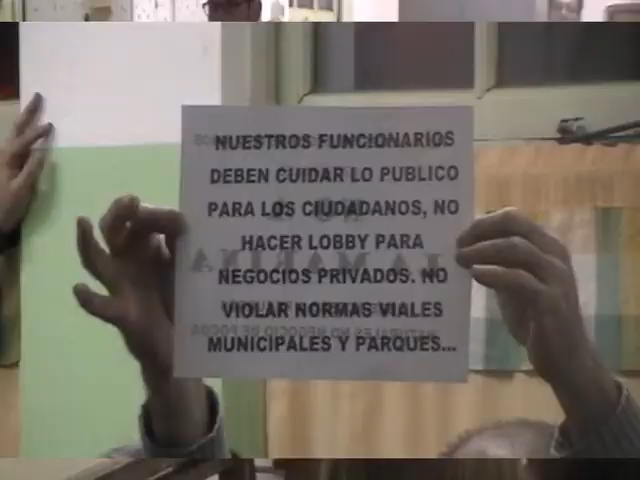 NUESTROS FUNCIONARIOS
DEBEN CUIDAR LO PUBLICO
PARA LOS CIUDADANOS, NO
HACER LOBBY PARA
NEGOCIOS PRIVADOS. NO
VIOLAR NORMAS VIALES
MUNICIPALES Y PARQUES...